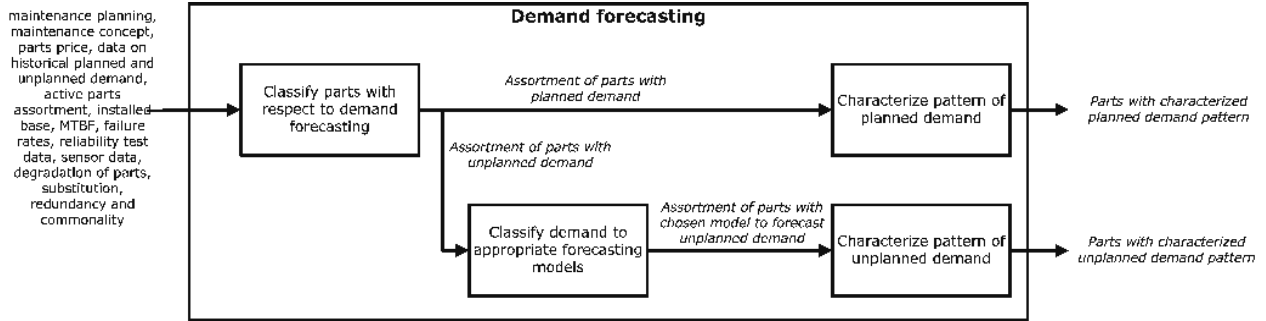 maintenance planning,
maintenance concept,
parts price, data on
historical planned and
unplanned demand,
active parts
assortment, installed
base, MTBF, failure
rates, reliability test
data, sensor data,
degradation of parts,
substitution,
redundancy and
commonality
Demand forecasting
Classify parts with
respect to demand
forecasting
Assortment of parts with
planned demand
Characterize pattern of
planned demand
Parts with characterized
planned demand pattern
Assortment of parts with
unplanned demand
Classify demand to
appropriate forecasting
models
Assortment of parts with
chosen model to forecast
unplanned demand
Characterize pattern of
unplanned demand
Parts with characterized
unplanned demand pattern